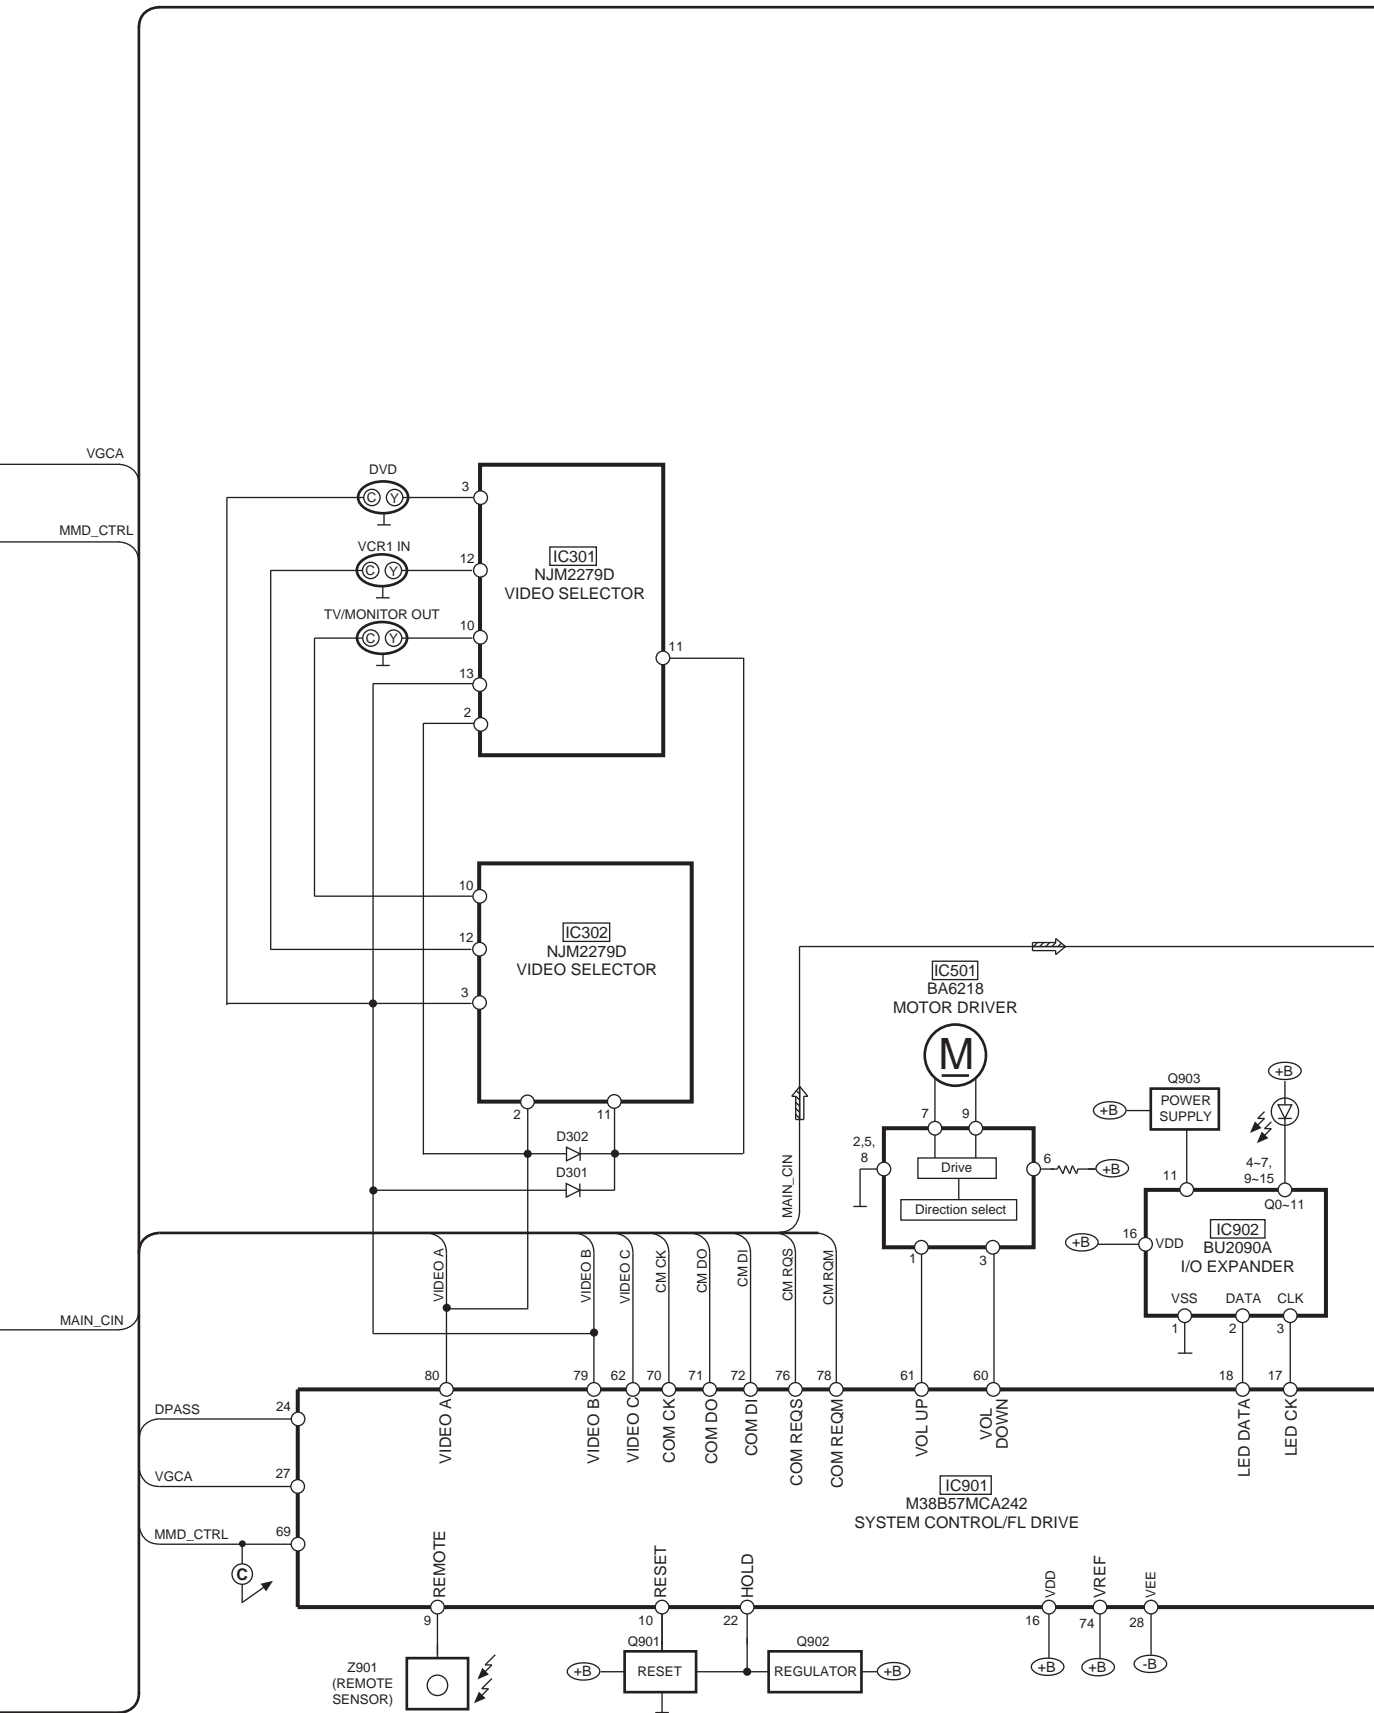 VGCA
MMD_CTRL
MAIN_CIN
DVD
C Y
VCR1 IN
C Y
TV/MONITOR OUT
C Y
3
12
10
13
2
11
IC301
NJM2279D
VIDEO SELECTOR
10
12
3
IC302
NJM2279D
VIDEO SELECTOR
2
11
D302
D301
MAIN_CIN
IC501
BA6218
MOTOR DRIVER
M
7
9
2,5,
8
6
+B
Drive
Direction select
1
3
Q903
POWER
SUPPLY
+B
+B
4~7,
9~15
11
Q0~11
16
+B
VDD
IC902
BU2090A
I/O EXPANDER
VSS
DATA
CLK
1
2
3
VIDEO A
VIDEO B
VIDEO C
CM CK
CM DO
CM DI
CM RQS
CM RQM
80
79
62
70
71
72
76
78
61
60
18
17
VIDEO A
VIDEO B
VIDEO C
COM CK
COM DO
COM DI
COM REQS
COM REQM
VOL UP
VOL
DOWN
LED DATA
LED CK
DPASS
24
VGCA
27
MMD_CTRL
69
C
IC901
M38B57MCA242
SYSTEM CONTROL/FL DRIVE
REMOTE
RESET
HOLD
VDD
VREF
VEE
9
10
22
16
74
28
Z901
(REMOTE
SENSOR)
Q901
+B
RESET
Q902
REGULATOR
+B
+B
+B
-B